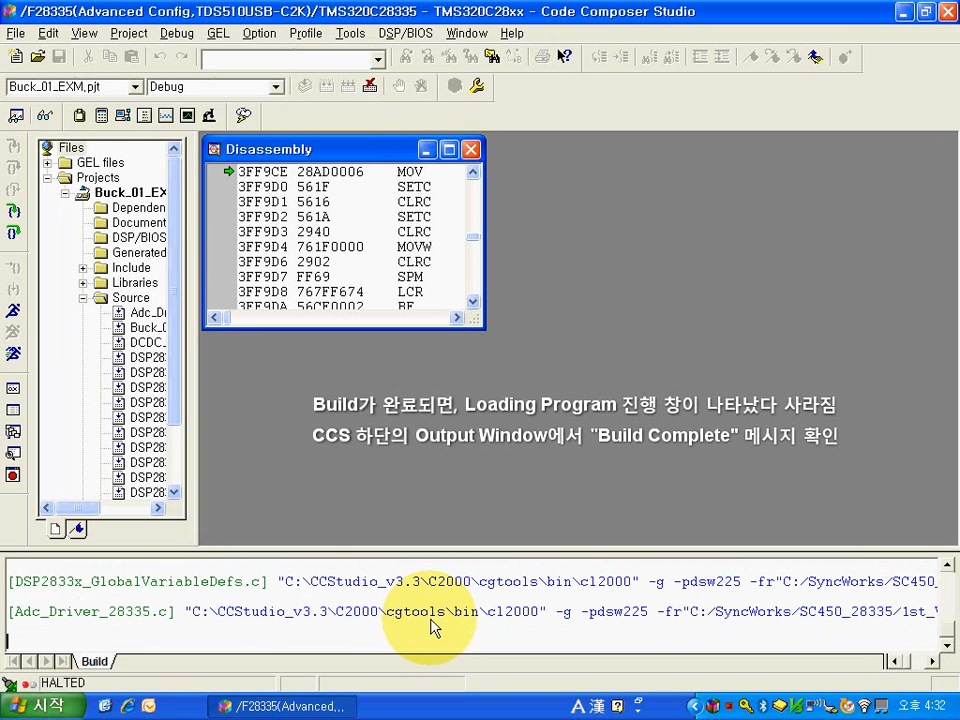 /F28335(Advanced Config,TDS510USB-C2K)/TMS320C28335 - TMS320C28xx - Code Composer Studio
File Edit View Project Debug GEL Option Profile Tools DSP/BIOS Window Help
Buck_01_EXM.pjt Debug
Files
GEL files
Projects
Buck_01_EX
Dependen
Document
DSP/BIOS
Generated
Include
Libraries
Source
Adc_D
Buck_0
DCDC_
DSP28
DSP28
DSP28
DSP28
DSP28
DSP28
DSP28
DSP28
DSP28
Disassembly
3FF9CE 28AD0006 MOV
3FF9D0 561F SETC
3FF9D1 5616 CLRC
3FF9D2 561A SETC
3FF9D3 2940 CLRC
3FF9D4 761F0000 MOVW
3FF9D6 2902 CLRC
3FF9D7 FF69 SPM
3FF9D8 767FF674 LCR
3FF9DA 56CF0002 BF
Build가 완료되면, Loading Program 진행 창이 나타났다 사라짐
CCS 하단의 Output Window에서 "Build Complete" 메시지 확인
[DSP2833x_GlobalVariableDefs.c] "C:\CCStudio_v3.3\C2000\cgtools\bin\cl2000" -g -pdsw225 -fr"C:/SyncWorks/SC450_
[Adc_Driver_28335.c] "C:\CCStudio_v3.3\C2000\cgtools\bin\cl2000" -g -pdsw225 -fr"C:/SyncWorks/SC450_28335/1st_
Build
HALTED
시작 /F28335(Advanced... A 漢 오후 4:32